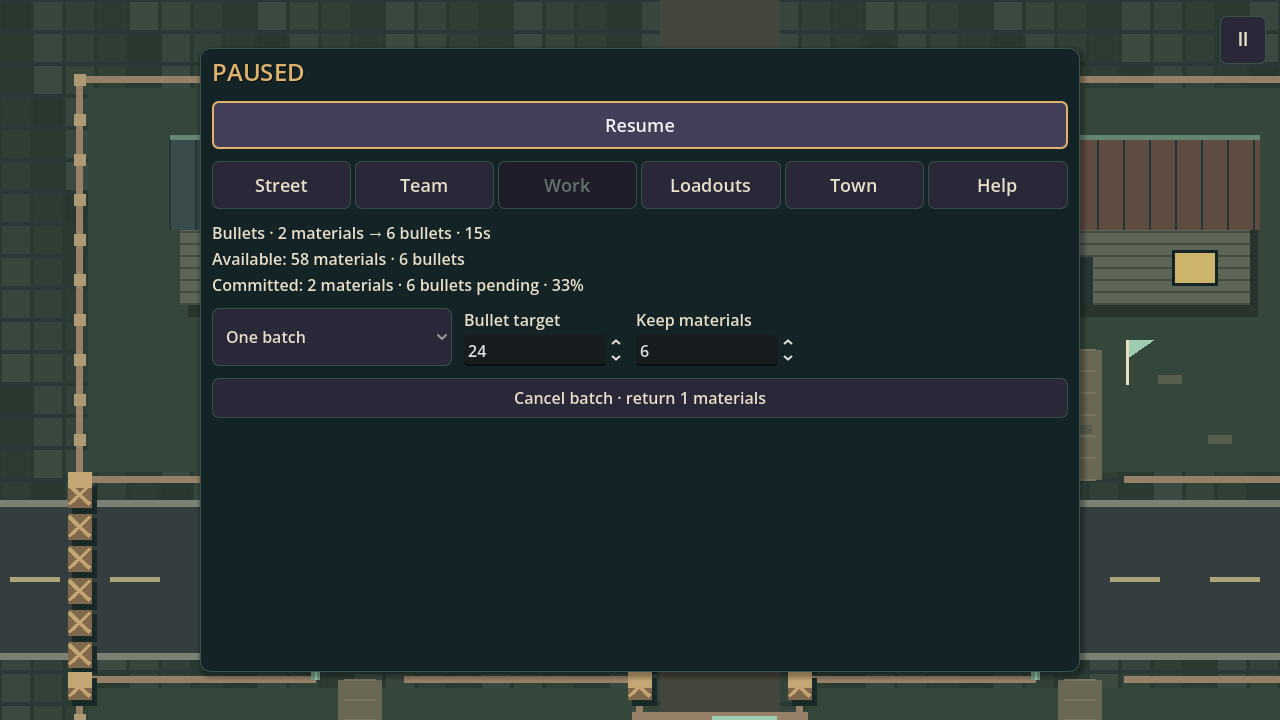 PAUSED
Resume
Street
Team
Work
Loadouts
Town
Help
Bullets · 2 materials → 6 bullets · 15s
Available: 58 materials · 6 bullets
Committed: 2 materials · 6 bullets pending · 33%
One batch
Bullet target
24
Keep materials
6
Cancel batch · return 1 materials